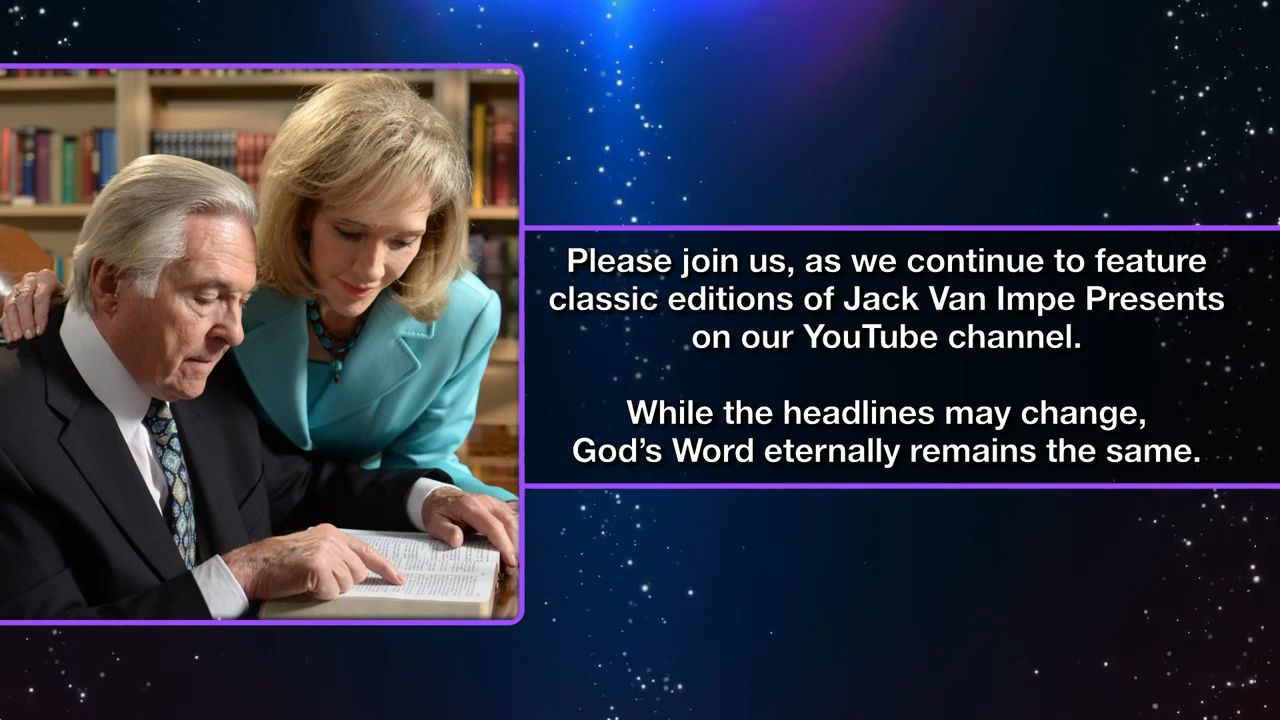 Please join us, as we continue to feature
classic editions of Jack Van Impe Presents
on our YouTube channel.
While the headlines may change,
God’s Word eternally remains the same.